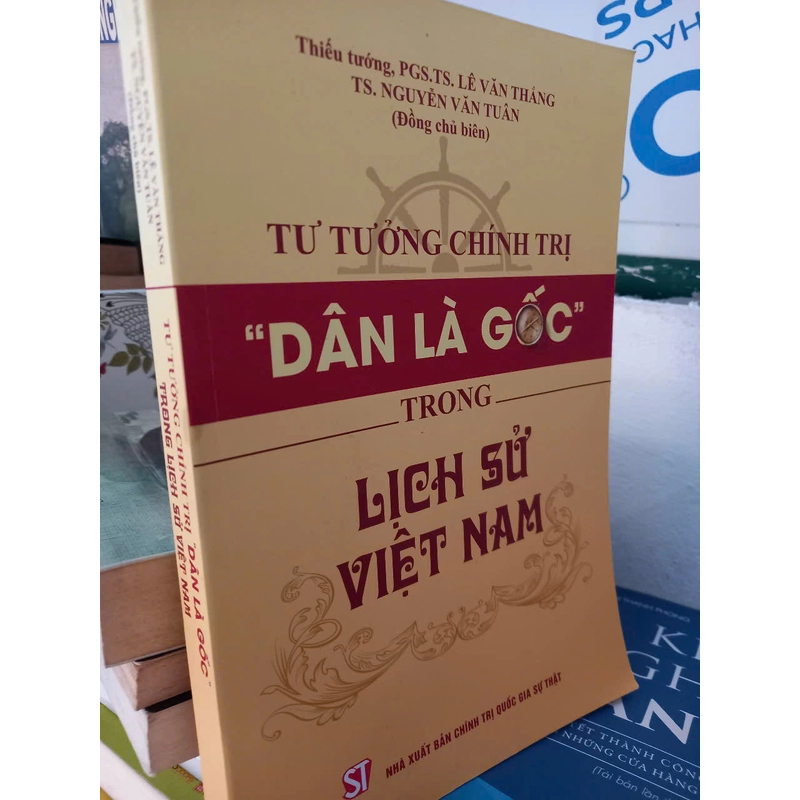 Thiếu tướng, PGS.TS. LÊ VĂN THẮNG
TS. NGUYỄN VĂN TUÂN
(Đồng chủ biên)
TƯ TƯỞNG CHÍNH TRỊ
“DÂN LÀ GỐC”
TRONG
LỊCH SỬ
VIỆT NAM
ST
NHÀ XUẤT BẢN CHÍNH TRỊ QUỐC GIA SỰ THẬT
TƯ TƯỞNG CHÍNH TRỊ “DÂN LÀ GỐC”
TRONG LỊCH SỬ VIỆT NAM
HAC
RS